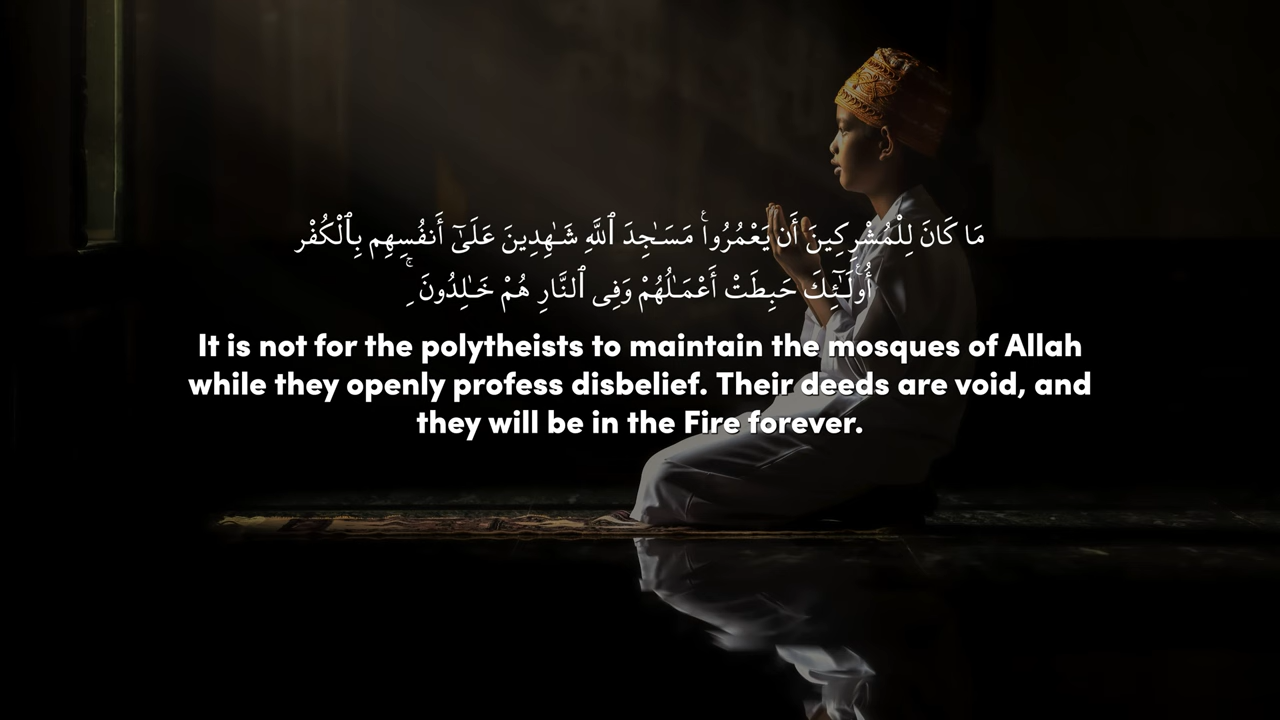 مَا كَانَ لِلْمُشْرِكِينَ أَن يَعْمُرُوا۟ مَسَـٰجِدَ ٱللَّهِ شَـٰهِدِينَ عَلَىٰٓ أَنفُسِهِم بِٱلْكُفْر
ِ ۚ أُو۟لَـٰٓئِكَ حَبِطَتْ أَعْمَـٰلُهُمْ وَفِى ٱلنَّارِ هُمْ خَـٰلِدُونَ
It is not for the polytheists to maintain the mosques of Allah
while they openly profess disbelief. Their deeds are void, and
they will be in the Fire forever.